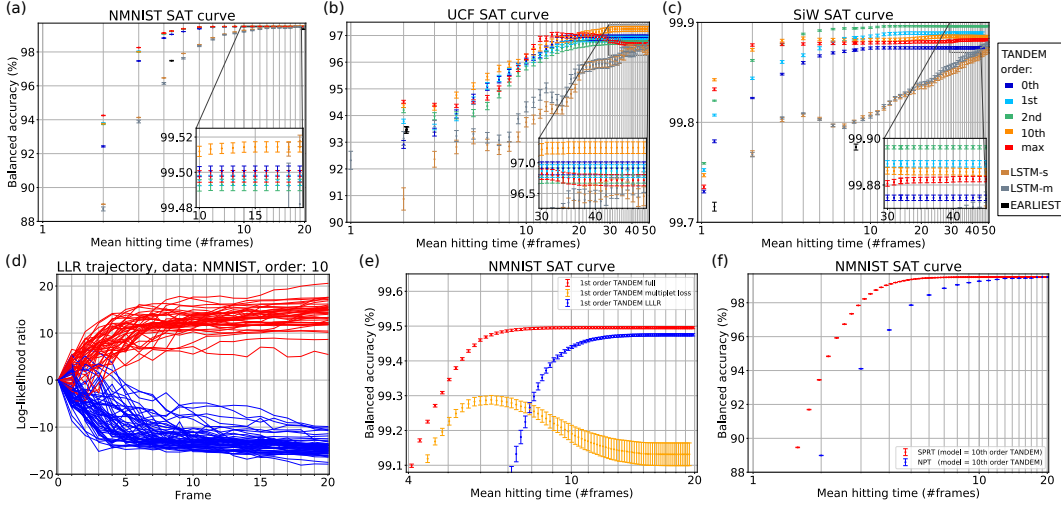 (a) NMNIST SAT curve
Balanced accuracy (%)
99
98
97
96
95
94
93
92
91
90
89
88
99.52
99.50
99.48
10 15
1 10 20
Mean hitting time (#frames)
(b) UCF SAT curve
97
96
95
94
93
92
91
90
97.0
96.5
30 40
1 10 20 30 40 50
Mean hitting time (#frames)
(c) SiW SAT curve
99.9
99.8
99.7
99.90
99.88
30 40
1 10 20 30 40 50
Mean hitting time (#frames)
TANDEM
order:
0th
1st
2nd
10th
max
LSTM-s
LSTM-m
EARLIEST
(d) LLR trajectory, data: NMNIST, order: 10
Log-likelihood ratio
20
10
0
−10
−20
0 5 10 15 20
Frame
(e) NMNIST SAT curve
Balanced accuracy (%)
99.6
99.5
99.4
99.3
99.2
99.1
1st order TANDEM full
1st order TANDEM multiplet loss
1st order TANDEM LLLR
4 10 20
Mean hitting time (#frames)
(f) NMNIST SAT curve
Balanced accuracy (%)
98
96
94
92
90
88
SPRT (model = 10th order TANDEM)
NPT (model = 10th order TANDEM)
1 10 20
Mean hitting time (#frames)